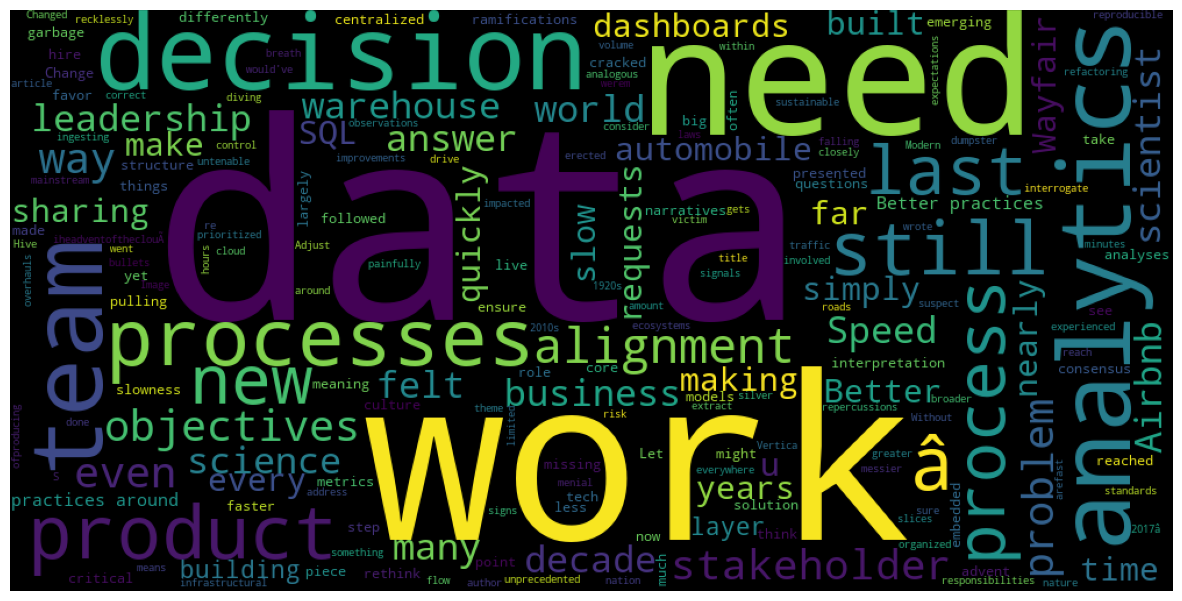 Changed
recklessly
differently
centralized
ramifications
dashboards
built
emerging
reproducible
garbage
hire
breath
would've
decision
volume
cracked
within
need
expectations
Wayfair
analytics
scientist
Change
article
favor
correct
diving
analogous
often
refactoring
leadership
warehouse
world
sustainable
big
ingesting
control
SQL
observations
answer
weren
consider
laws
falling
Modern
dumpster
take
make
way
structure
untenable
improvements
drive
erected
automobile
closely
mainstream
things
data
presented
questions
last
interrogate
sharing
made
largely
quickly
slow
requests
narratives
victim
gets
far
Better practices
followed
impacted
re
prioritized
Hive
theadventofthecloudÂ
went
Adjust
title
traffic
wrote
still
minutes
analyses
yet
bullets
hours
cloud
painfully
live
1920s
signals
involved
team
overhauls
pulling
image
around
ensure
amount
roads
suspect
simply
process
nearly
see
experienced
processes
2010s
ecosystems
alignment
Speed
interpretation
Airbnb
reach
slowness
new
meaning
felt
role
core
business
making
models
Better
broader
consensus
done
objectives
culture
theme
extract
silver
repercussions
Without
work
limited
risk
Let
Vertica
greater
problem
ofproducing
science
missing
might
everywhere
messier
â
arefast
even
every
metrics
menial
u
years
reached
S
address
tech
solution
sure
standards
practices around
faster
signs
less
slices
embedded
product
step
now
layer
think
organized
2017â
many
something
point
much
building
piece
rethink
decade
stakeholder
advent
time
critical
means
infrastructural
flow
author
unprecedented
nation
responsibilities
nature